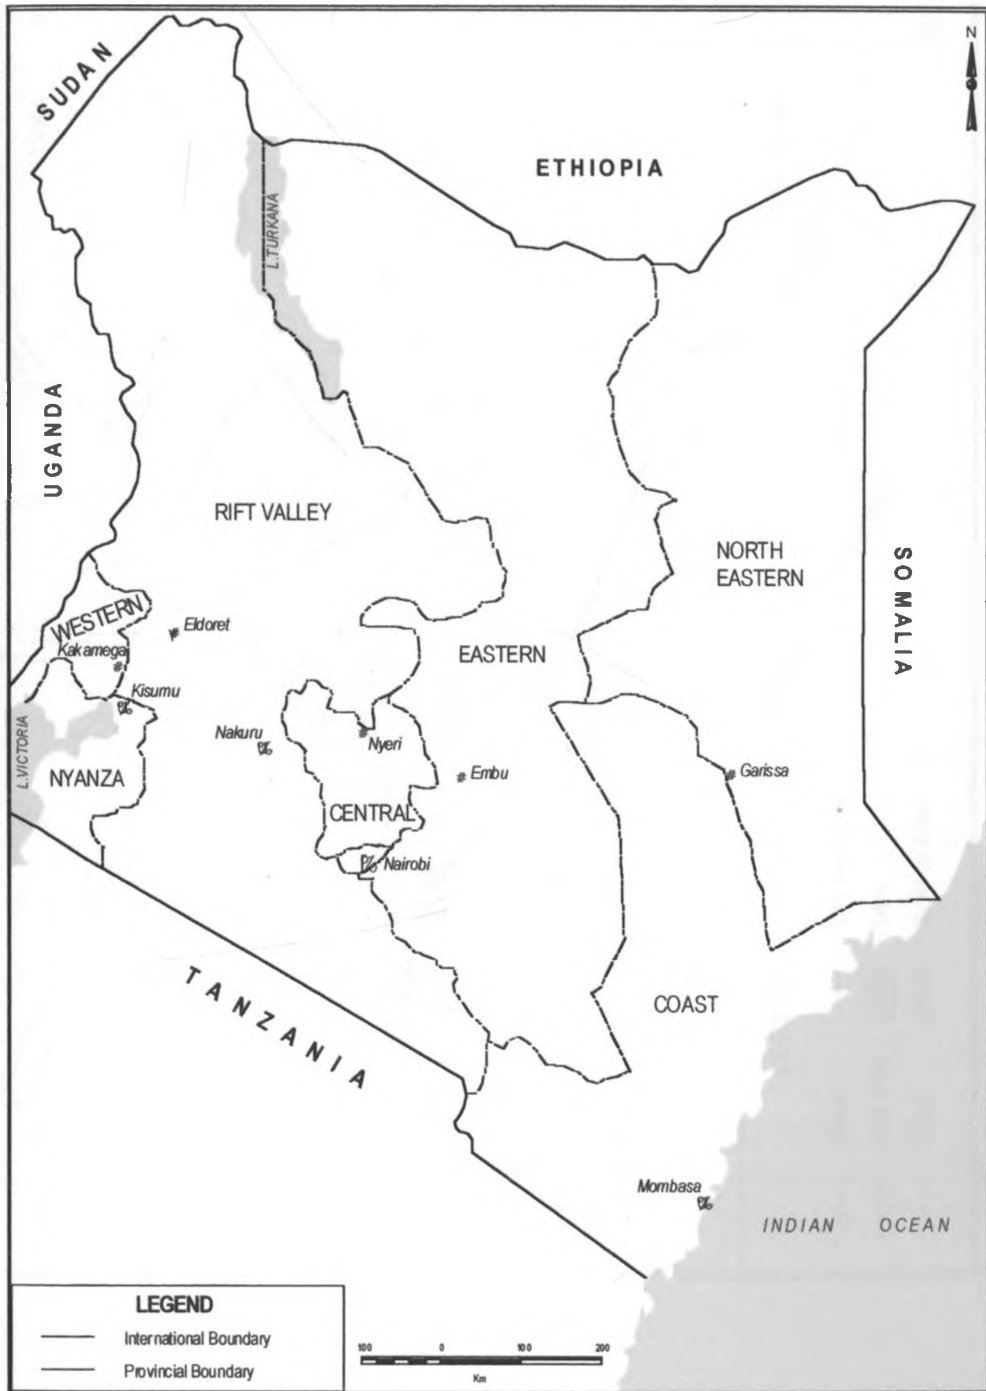 N
SUDAN
ETHIOPIA
L.TURKANA
UGANDA
RIFT VALLEY
NORTH
EASTERN
SOMALIA
WESTERN
Eldoret
EASTERN
Kakamega
Kisumu
L.VICTORIA
Nakuru
Nyeri
NYANZA
Embu
Garissa
CENTRAL
Nairobi
TANZANIA
COAST
Mombasa
INDIAN OCEAN
LEGEND
International Boundary
Provincial Boundary
100 0 100 200
Km